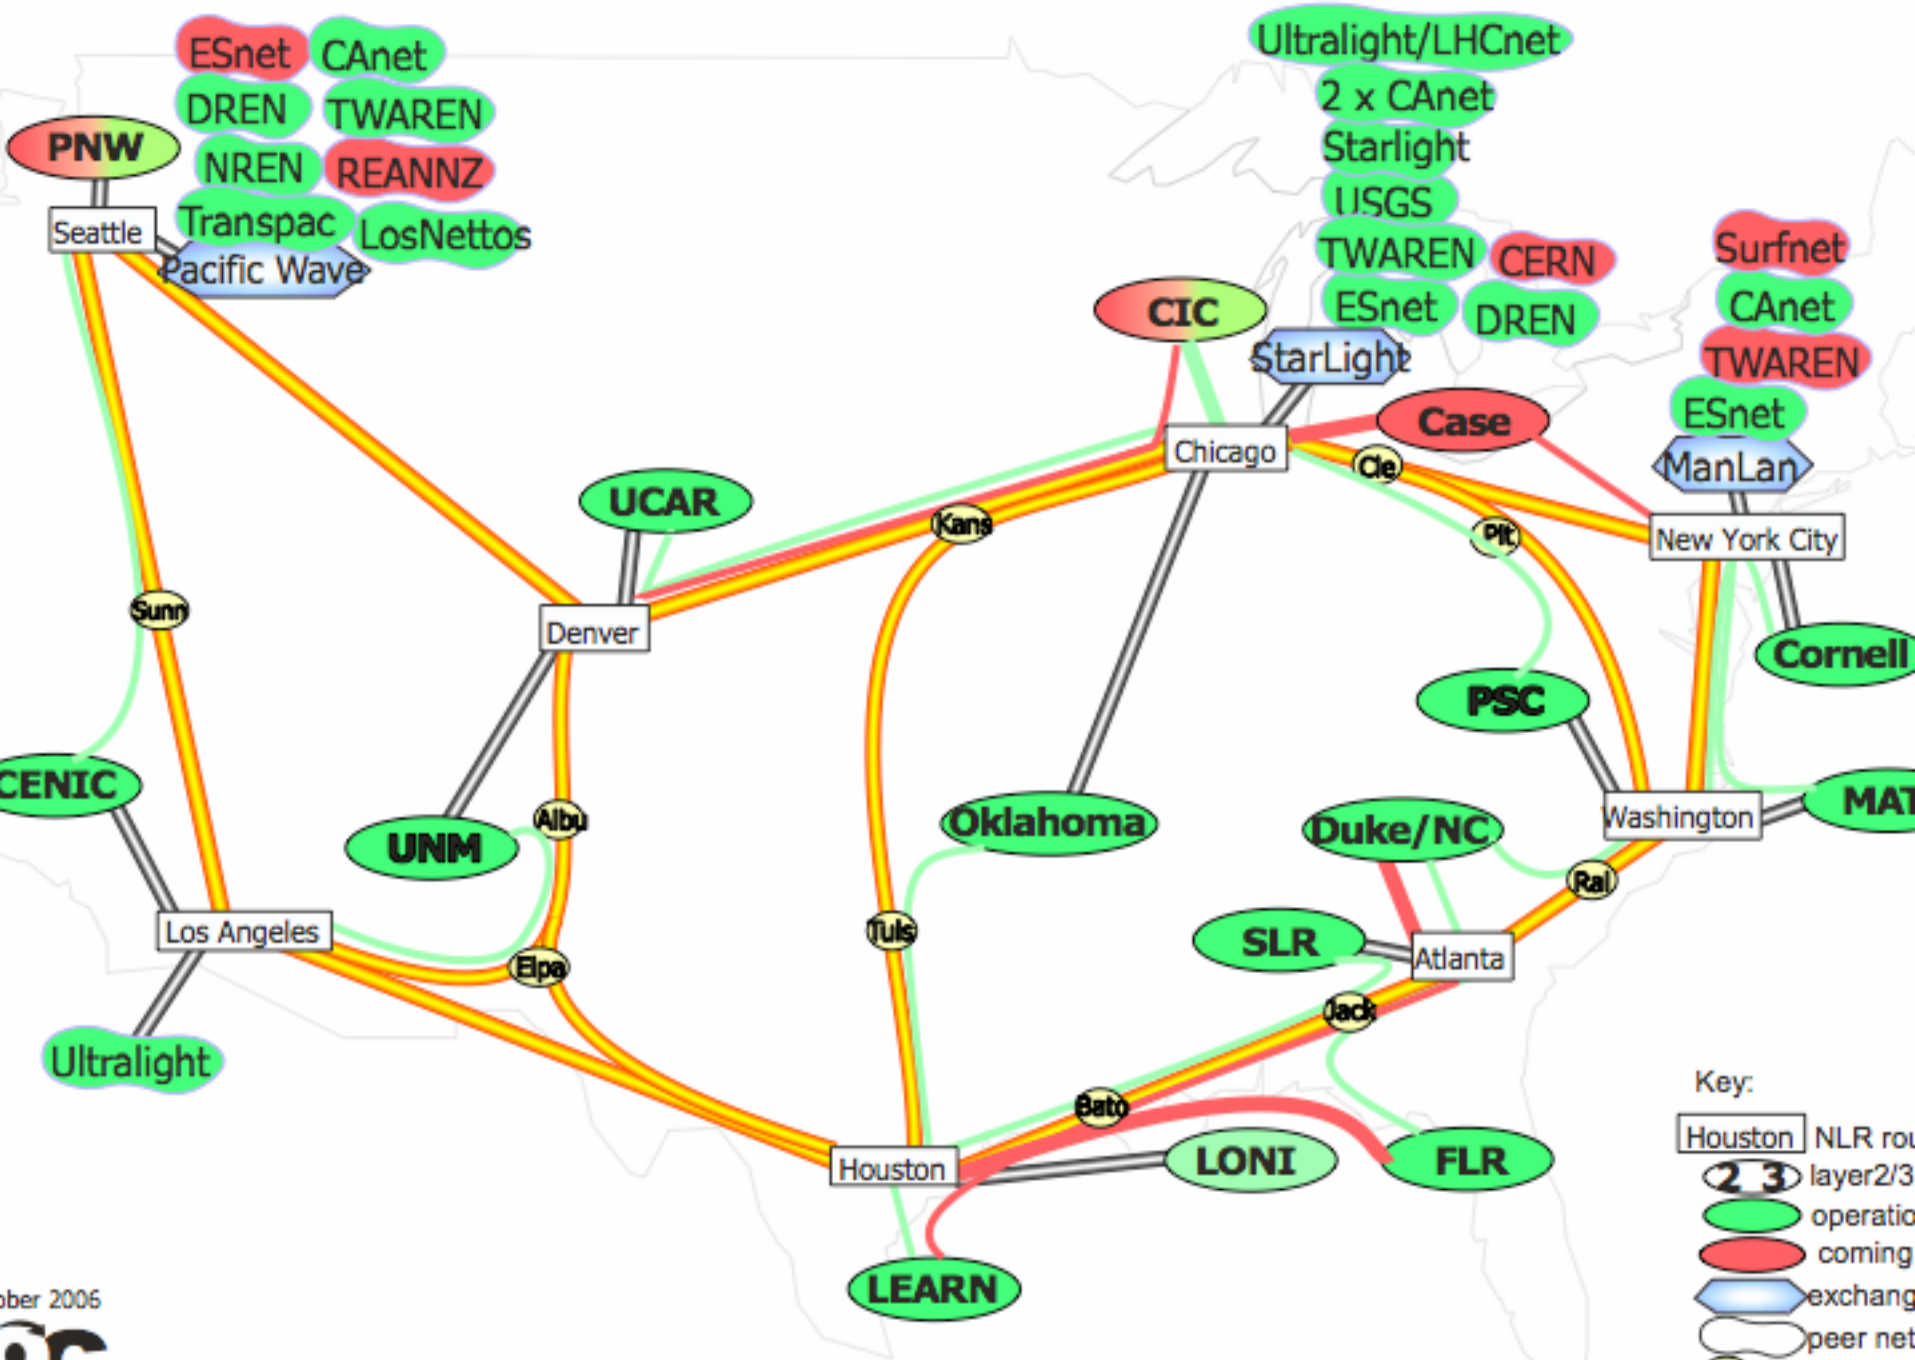 ESnet CAnet
DREN TWAREN
PNW
NREN REANNZ
Transpac LosNettos
Seattle
Pacific Wave
Ultralight/LHCnet
2 x CAnet
Starlight
USGS
TWAREN CERN
ESnet DREN
CIC
StarLight
Surfnet
CAnet
TWAREN
ESnet
ManLan
Case
Chicago
Cle
UCAR
Kans
Plt
New York City
Sunn
Denver
Cornell
PSC
CENIC
MAT
Albu
UNM
Oklahoma
Duke/NC
Washington
Ral
Los Angeles
Tuls
SLR
Atlanta
Elpa
Jack
Ultralight
Bato
Houston
LONI
FLR
LEARN
Key:
Houston NLR rou
2 3 layer2/3
operatio
coming
exchang
peer net
ober 2006